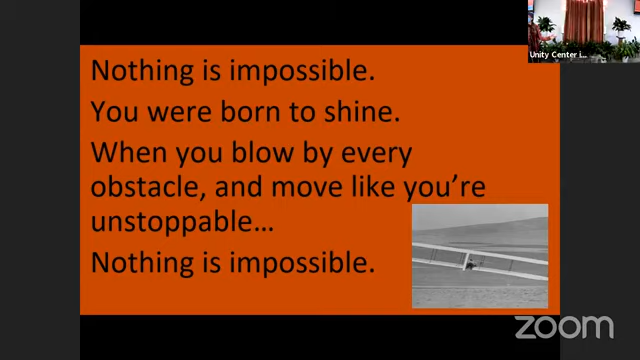 Unity Center i...
Nothing is impossible.
You were born to shine.
When you blow by every
obstacle, and move like you're
unstoppable…
Nothing is impossible.
zoom